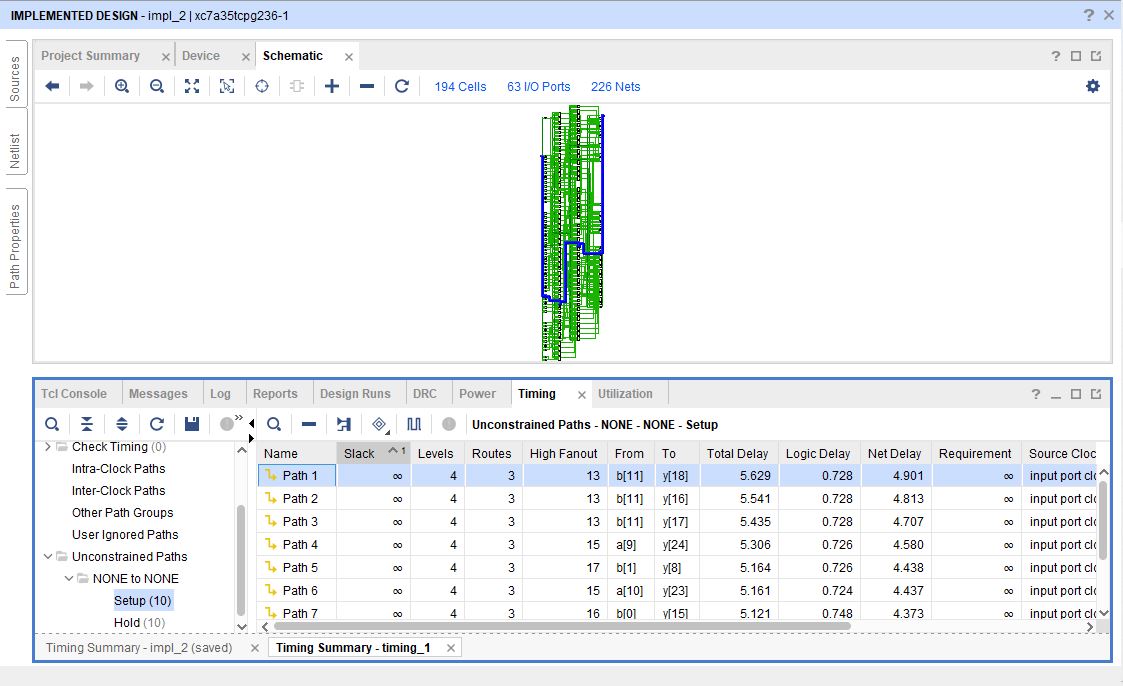 IMPLEMENTED DESIGN - impl_2 | xc7a35tcpg236-1 ? ×
Sources
Netlist
Path Properties
Project Summary × Device × Schematic × ?
194 Cells 63 I/O Ports 226 Nets
Tcl Console Messages Log Reports Design Runs DRC Power Timing × Utilization ?
Unconstrained Paths - NONE - NONE - Setup
Check Timing (0)
Intra-Clock Paths
Inter-Clock Paths
Other Path Groups
User Ignored Paths
Unconstrained Paths
NONE to NONE
Setup (10)
Hold (10)
Name Slack ^ 1 Levels Routes High Fanout From To Total Delay Logic Delay Net Delay Requirement Source Cloc
Path 1 ∞ 4 3 13 b[11] y[18] 5.629 0.728 4.901 ∞ input port clo
Path 2 ∞ 4 3 13 b[11] y[16] 5.541 0.728 4.813 ∞ input port clo
Path 3 ∞ 4 3 13 b[11] y[17] 5.435 0.728 4.707 ∞ input port clo
Path 4 ∞ 4 3 15 a[9] y[24] 5.306 0.726 4.580 ∞ input port clo
Path 5 ∞ 4 3 17 b[1] y[8] 5.164 0.726 4.438 ∞ input port clo
Path 6 ∞ 4 3 15 a[10] y[23] 5.161 0.724 4.437 ∞ input port clo
Path 7 ∞ 4 3 16 b[0] y[15] 5.121 0.748 4.373 ∞ input port clo
Timing Summary - impl_2 (saved) × Timing Summary - timing_1 ×